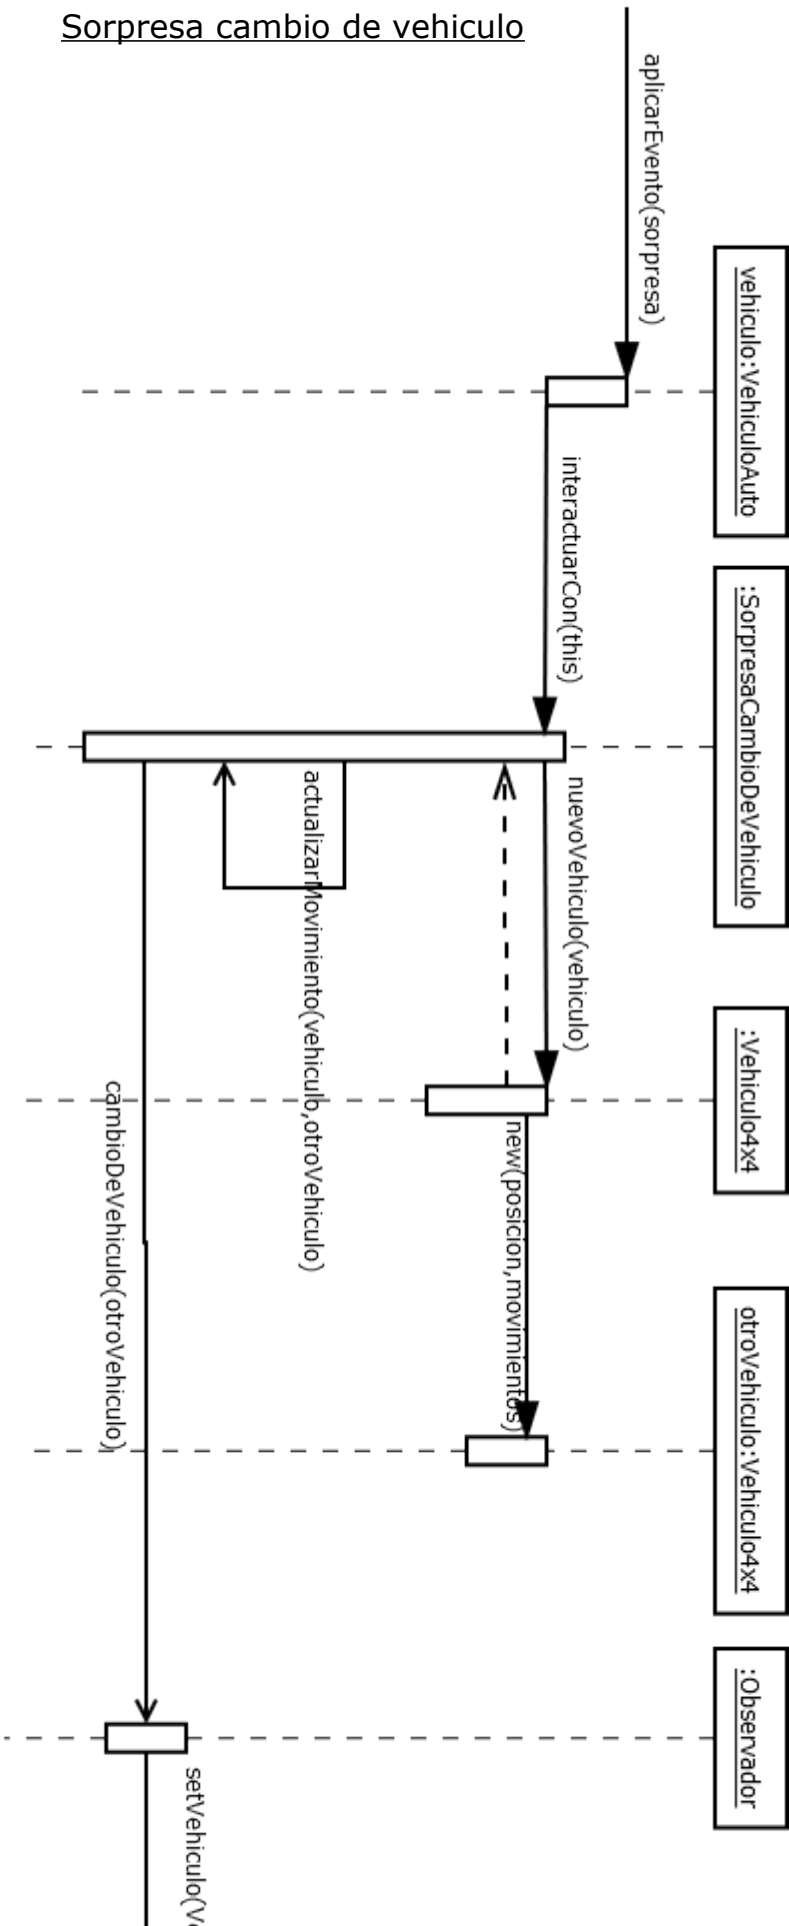 Sorpresa cambio de vehiculo
aplicarEvento(sorpresa)
vehiculo:VehiculoAuto
:SorpresaCambioDeVehiculo
:Vehiculo4x4
otroVehiculo:Vehiculo4x4
:Observador
interactuarCon(this)
nuevoVehiculo(vehiculo)
new(posicion,movimientos)
actualizarMovimiento(vehiculo,otroVehiculo)
cambioDeVehiculo(otroVehiculo)